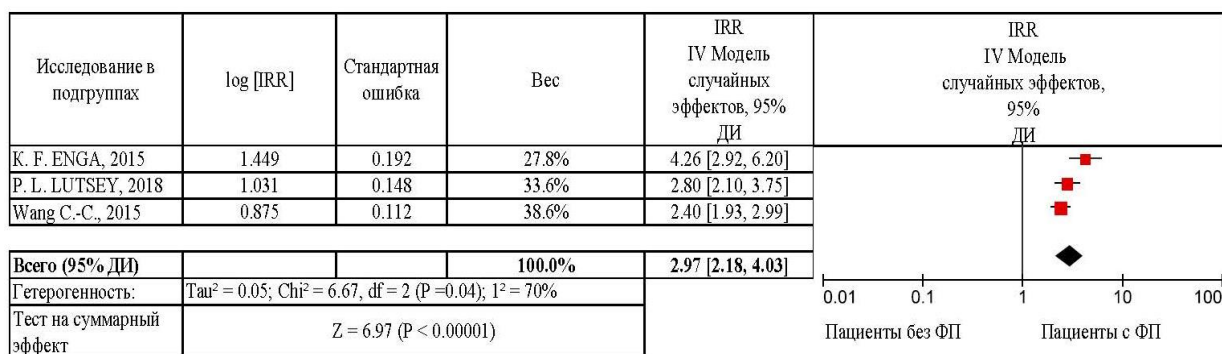 Исследование в
подгруппах
log [IRR]
Стандартная
ошибка
Вес
IRR
IV Модель
случайных
эффектов, 95%
ДИ
IRR
IV Модель
случайных эффектов,
95%
ДИ
K. F. ENGA, 2015 1.449 0.192 27.8% 4.26 [2.92, 6.20]
P. L. LUTSEY, 2018 1.031 0.148 33.6% 2.80 [2.10, 3.75]
Wang C.-C., 2015 0.875 0.112 38.6% 2.40 [1.93, 2.99]
Всего (95% ДИ) 100.0% 2.97 [2.18, 4.03]
Гетерогенность: Tau² = 0.05; Chi² = 6.67, df = 2 (P =0.04); 1² = 70%
Тест на суммарный
эффект
Z = 6.97 (P < 0.00001)
0.01 0.1 1 10 100
Пациенты без ФП Пациенты с ФП